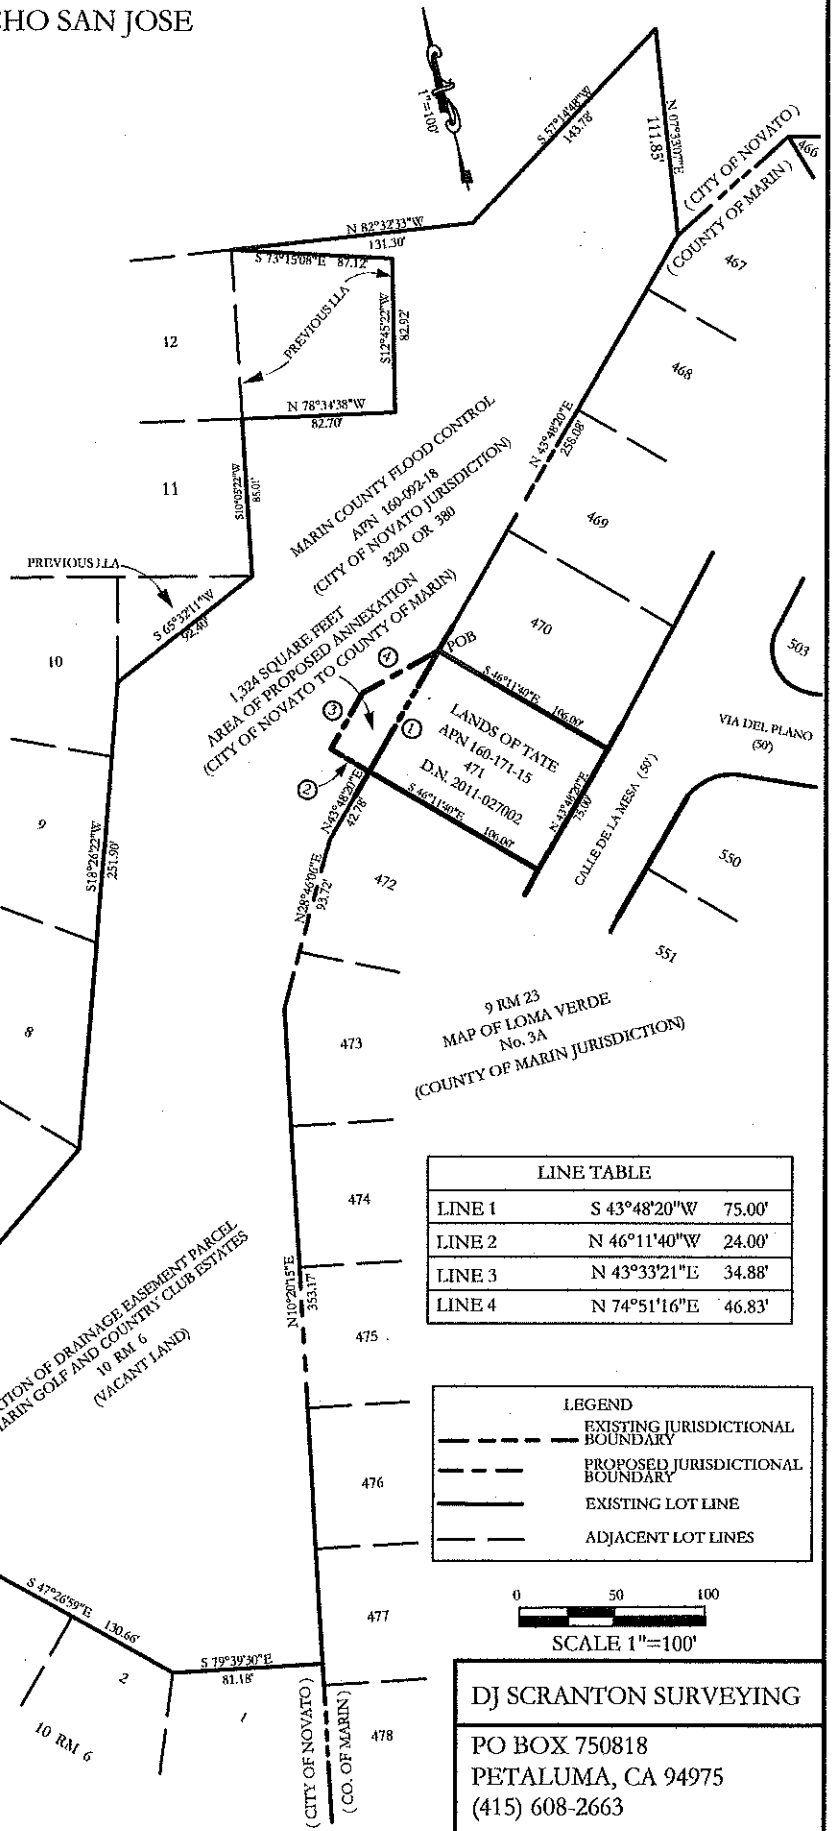 CHO SAN JOSE
1"=100'
S 57°14'48"W
143.78'
N 07°33'07"E
111.85'
(CITY OF NOVATO)
(COUNTY OF MARIN)
466
467
468
469
470
N 82°32'33"W
131.30'
S 73°15'08"E 87.12'
PREVIOUS LLA
S12°45'22"W
82.92'
12
N 78°34'38"W
82.70'
11
S10°05'22"W
85.01'
MARIN COUNTY FLOOD CONTROL
APN 160-092-18
(CITY OF NOVATO JURISDICTION)
3230 OR 380
N 43°48'20"E
258.08'
PREVIOUS LLA
S 65°32'11"W
92.40'
10
1,324 SQUARE FEET
AREA OF PROPOSED ANNEXATION
(CITY OF NOVATO TO COUNTY OF MARIN)
POB
4
3
1
2
S 46°11'40"E 106.00'
LANDS OF TATE
APN 160-171-15
471
D.N. 2011-027002
S 46°11'40"E 106.00'
N 43°48'20"E
75.00'
CALLE DE LA MESA (50')
503
VIA DEL PLANO
(50')
550
551
N43°48'20"E
42.78'
9
S18°26'22"W
251.90'
N28°46'06"E
93.72'
472
8
473
9 RM 23
MAP OF LOMA VERDE
No. 3A
(COUNTY OF MARIN JURISDICTION)
LINE TABLE
LINE 1 S 43°48'20"W 75.00'
LINE 2 N 46°11'40"W 24.00'
LINE 3 N 43°33'21"E 34.88'
LINE 4 N 74°51'16"E 46.83'
474
N10°20'15"E
353.17'
475
TION OF DRAINAGE EASEMENT PARCEL
MARIN GOLF AND COUNTRY CLUB ESTATES
10 RM 6
(VACANT LAND)
LEGEND
EXISTING JURISDICTIONAL
BOUNDARY
PROPOSED JURISDICTIONAL
BOUNDARY
EXISTING LOT LINE
ADJACENT LOT LINES
476
477
0 50 100
SCALE 1"=100'
S 47°26'59"E 130.66'
2
S 79°39'30"E
81.18'
1
10 RM 6
(CITY OF NOVATO)
(CO. OF MARIN)
478
DJ SCRANTON SURVEYING
PO BOX 750818
PETALUMA, CA 94975
(415) 608-2663